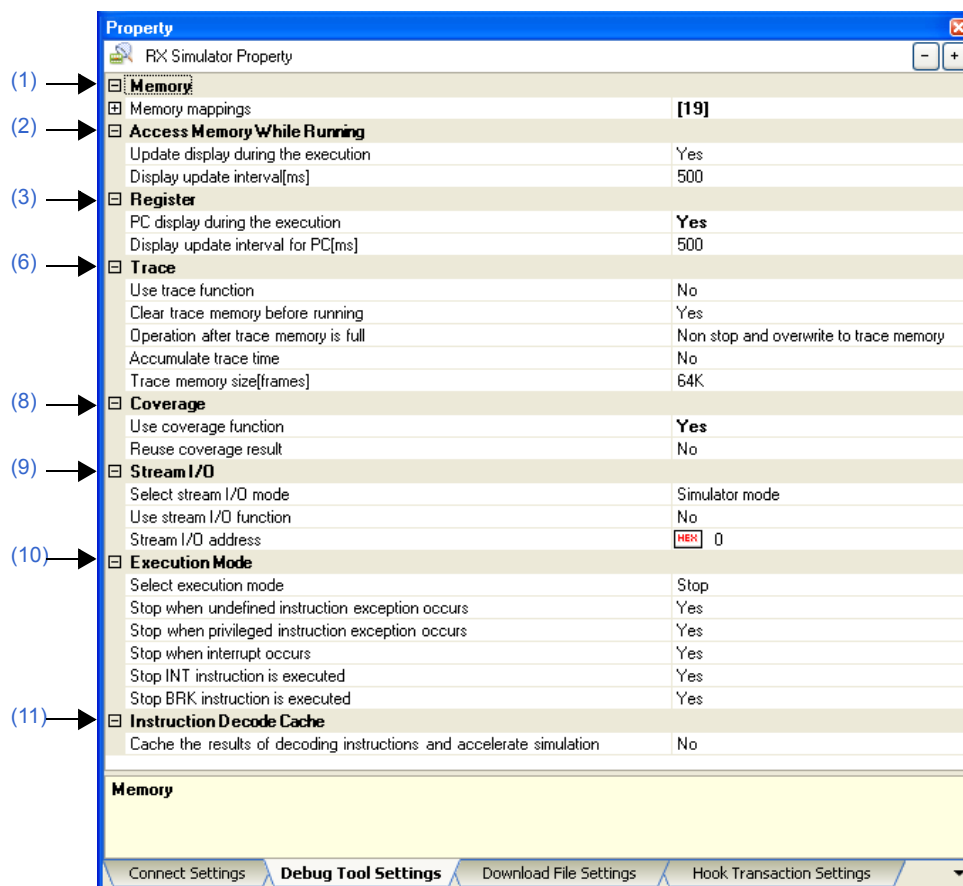 Property
RX Simulator Property
(1) Memory
Memory mappings [19]
(2) Access Memory While Running
Update display during the execution Yes
Display update interval[ms] 500
(3) Register
PC display during the execution Yes
Display update interval for PC[ms] 500
(6) Trace
Use trace function No
Clear trace memory before running Yes
Operation after trace memory is full Non stop and overwrite to trace memory
Accumulate trace time No
Trace memory size[frames] 64K
(8) Coverage
Use coverage function Yes
Reuse coverage result No
(9) Stream I/O
Select stream I/O mode Simulator mode
Use stream I/O function No
Stream I/O address HEX 0
(10) Execution Mode
Select execution mode Stop
Stop when undefined instruction exception occurs Yes
Stop when privileged instruction exception occurs Yes
Stop when interrupt occurs Yes
Stop INT instruction is executed Yes
Stop BRK instruction is executed Yes
(11) Instruction Decode Cache
Cache the results of decoding instructions and accelerate simulation No
Memory
Connect Settings Debug Tool Settings Download File Settings Hook Transaction Settings